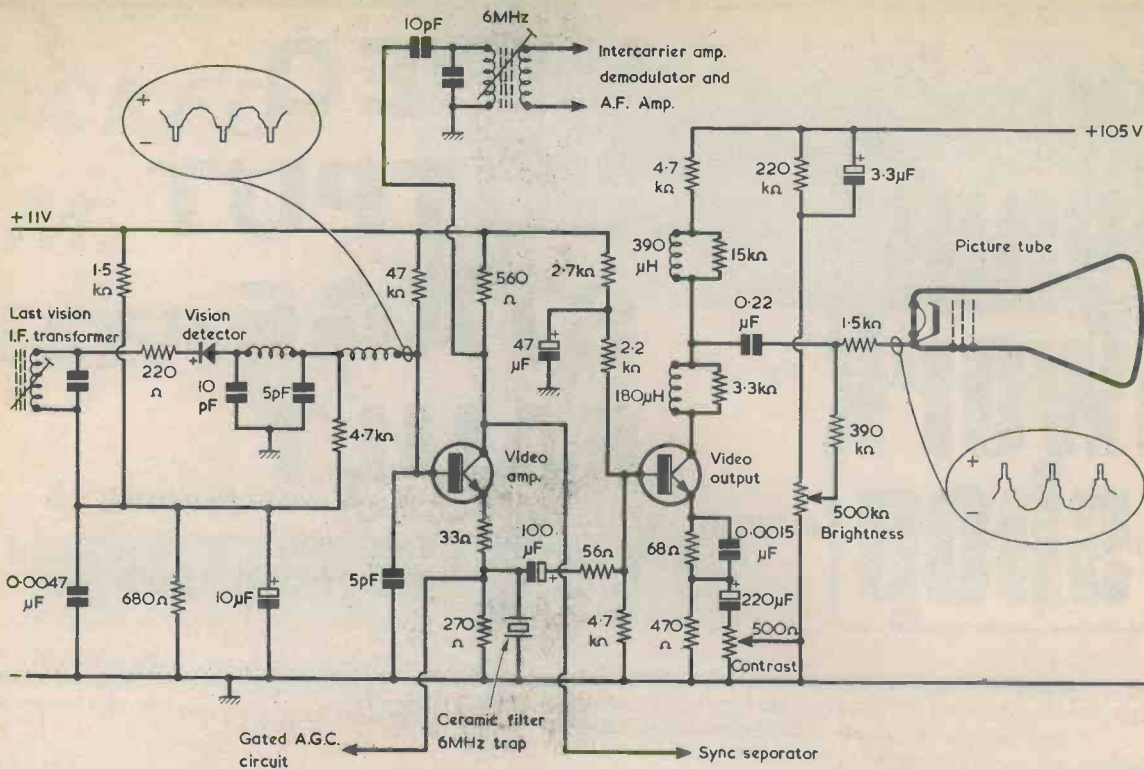 10pF
6MHz
Intercarrier amp.
demodulator and
A.F. Amp.
+
-
+105V
4.7
kΩ
220
kΩ
3.3µF
+
+11V
1.5
kΩ
47
kΩ
560
Ω
2.7kΩ
390
µH
15kΩ
Picture tube
Last vision
I.F. transformer
Vision
detector
+
220
Ω
10
pF
5pF
4.7kΩ
47
µF
+
2.2
kΩ
0.22
µF
1.5kΩ
180µH
3.3kΩ
390
kΩ
Video
amp.
Video
output
+
-
500kΩ
Brightness
33Ω
100
µF
+
56Ω
68Ω
0.0015
µF
0.0047
µF
680Ω
10µF
+
5pF
270
Ω
4.7
kΩ
470
Ω
+
220µF
500Ω
Contrast
-
Gated A.G.C.
circuit
Ceramic filter
6MHz trap
Sync separator